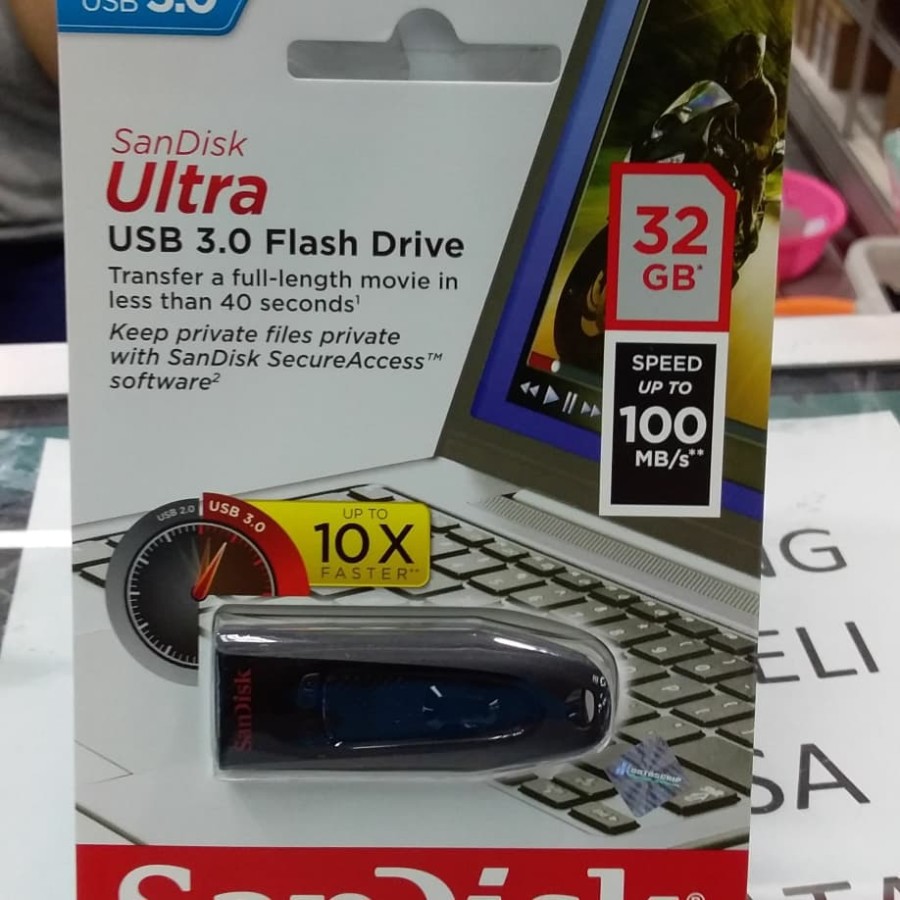 USB 3.0
SanDisk
Ultra
USB 3.0 Flash Drive
Transfer a full-length movie in
less than 40 seconds¹
Keep private files private
with SanDisk SecureAccess™
software²
32
GB*
SPEED
UP TO
100
MB/s**
USB 2.0
USB 3.0
UP TO
10X
FASTER**
SanDisk
SanDisk®
NG
ELI
SA